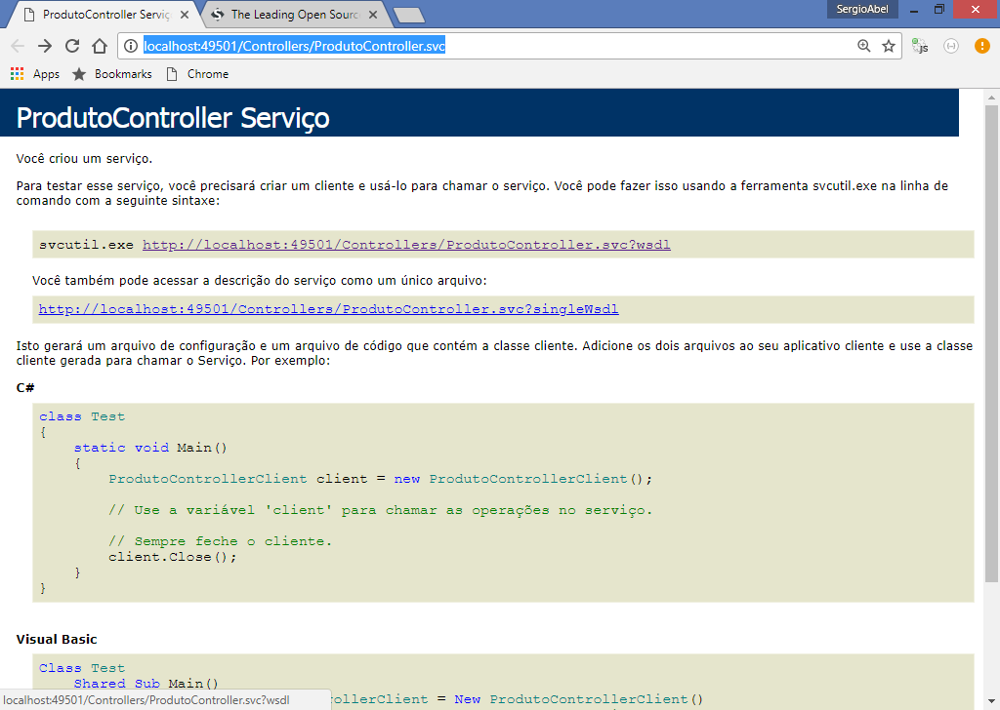 ProdutoController Serviç
The Leading Open Sourc
SergioAbel
localhost:49501/Controllers/ProdutoController.svc
JS
Apps
Bookmarks
Chrome
ProdutoController Serviço
Você criou um serviço.
Para testar esse serviço, você precisará criar um cliente e usá-lo para chamar o serviço. Você pode fazer isso usando a ferramenta svcutil.exe na linha de
comando com a seguinte sintaxe:
svcutil.exe http://localhost:49501/Controllers/ProdutoController.svc?wsdl
Você também pode acessar a descrição do serviço como um único arquivo:
http://localhost:49501/Controllers/ProdutoController.svc?singleWsdl
Isto gerará um arquivo de configuração e um arquivo de código que contém a classe cliente. Adicione os dois arquivos ao seu aplicativo cliente e use a classe
cliente gerada para chamar o Serviço. Por exemplo:
C#
class Test
{
static void Main()
{
ProdutoControllerClient client = new ProdutoControllerClient();
// Use a variável 'client' para chamar as operações no serviço.
// Sempre feche o cliente.
client.Close();
}
}
Visual Basic
Class Test
Shared Sub Main()
rollerClient = New ProdutoControllerClient()
localhost:49501/Controllers/ProdutoController.svc?wsdl